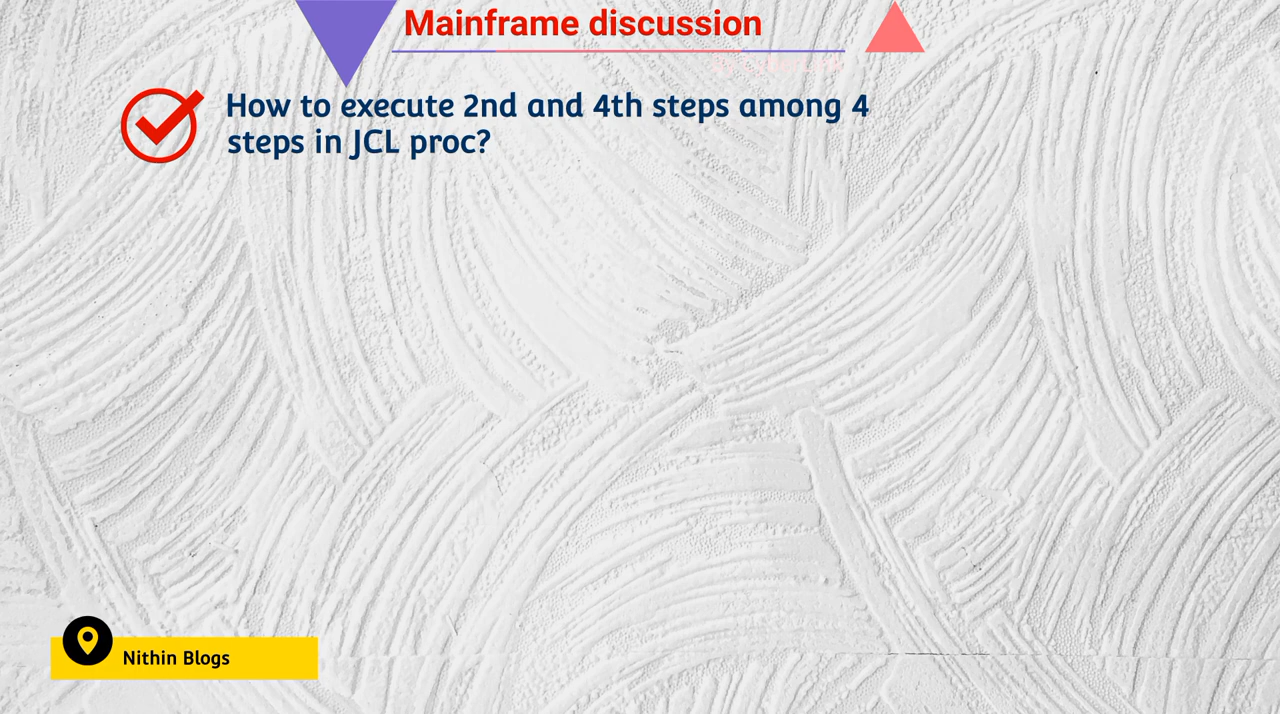 Mainframe discussion
How to execute 2nd and 4th steps among 4
steps in JCL proc?
Nithin Blogs